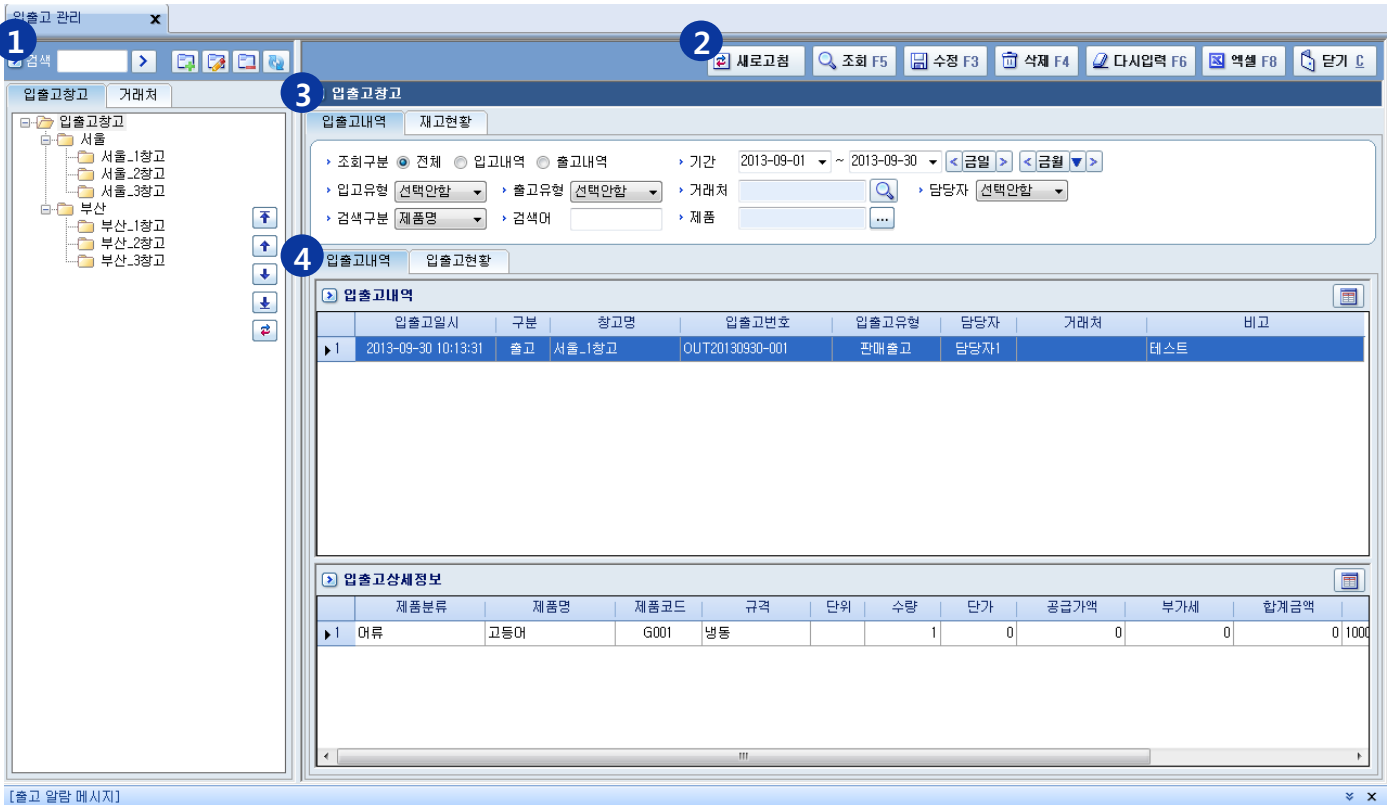 입출고 관리 x
1
검색
2
새로고침 조회 F5 수정 F3 삭제 F4 다시입력 F6 엑셀 F8 닫기 C
입출고창고 거래처
입출고창고
서울
서울_1창고
서울_2창고
서울_3창고
부산
부산_1창고
부산_2창고
부산_3창고
3
입출고창고
입출고내역 재고현황
조회구분 전체 입고내역 출고내역 기간 2013-09-01 ~ 2013-09-30 < 금일 > < 금월 ▼ >
입고유형 선택안함 출고유형 선택안함 거래처 담당자 선택안함
검색구분 제품명 검색어 제품 ...
4
입출고내역 입출고현황
입출고내역
입출고일시 구분 창고명 입출고번호 입출고유형 담당자 거래처 비고
1 2013-09-30 10:13:31 출고 서울_1창고 OUT20130930-001 판매출고 담당자1 테스트
입출고상세정보
제품분류 제품명 제품코드 규격 단위 수량 단가 공급가액 부가세 합계금액
1 어류 고등어 G001 냉동 1 0 0 0 0 1000
[출고 알람 메시지] x